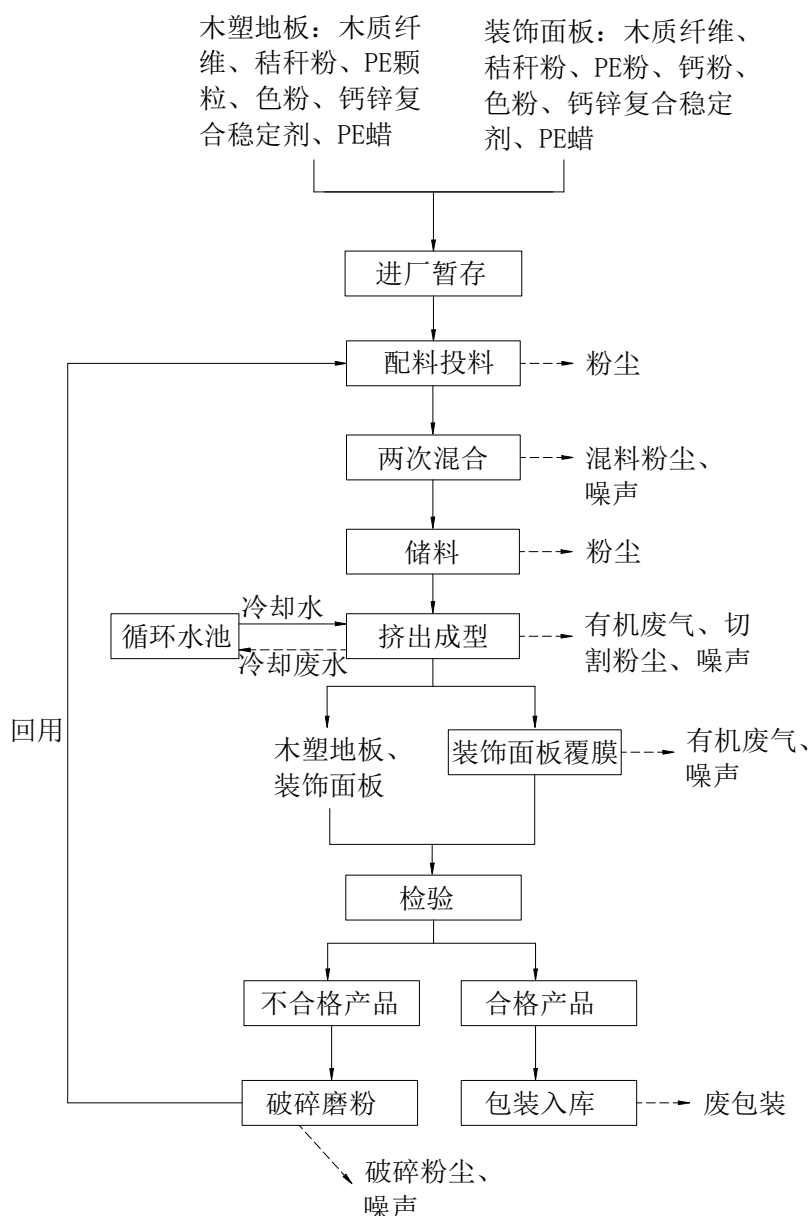 木塑地板：木质纤
维、秸秆粉、PE颗
粒、色粉、钙锌复
合稳定剂、PE蜡
装饰面板：木质纤维、
秸秆粉、PE粉、钙粉、
色粉、钙锌复合稳定
剂、PE蜡
进厂暂存
配料投料
粉尘
两次混合
混料粉尘、
噪声
储料
粉尘
冷却水
循环水池
挤出成型
有机废气、切
割粉尘、噪声
冷却废水
回用
木塑地板、
装饰面板
装饰面板覆膜
有机废气、
噪声
检验
不合格产品
合格产品
破碎磨粉
包装入库
废包装
破碎粉尘、
噪声